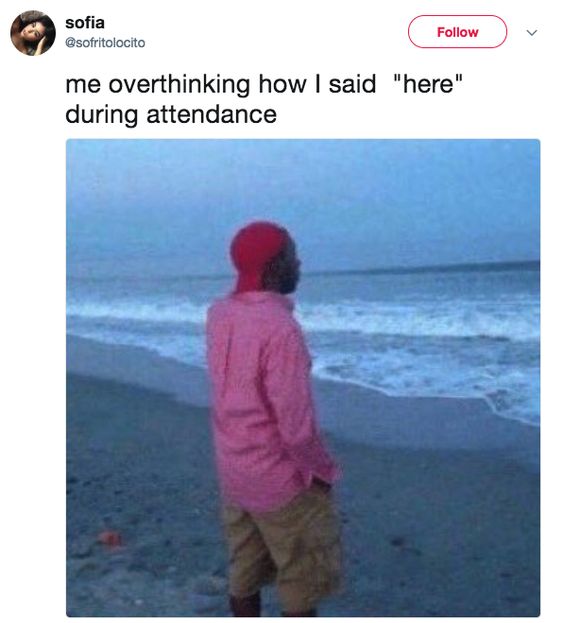 sofia
@sofritolocito
Follow
me overthinking how I said  "here"
during attendance